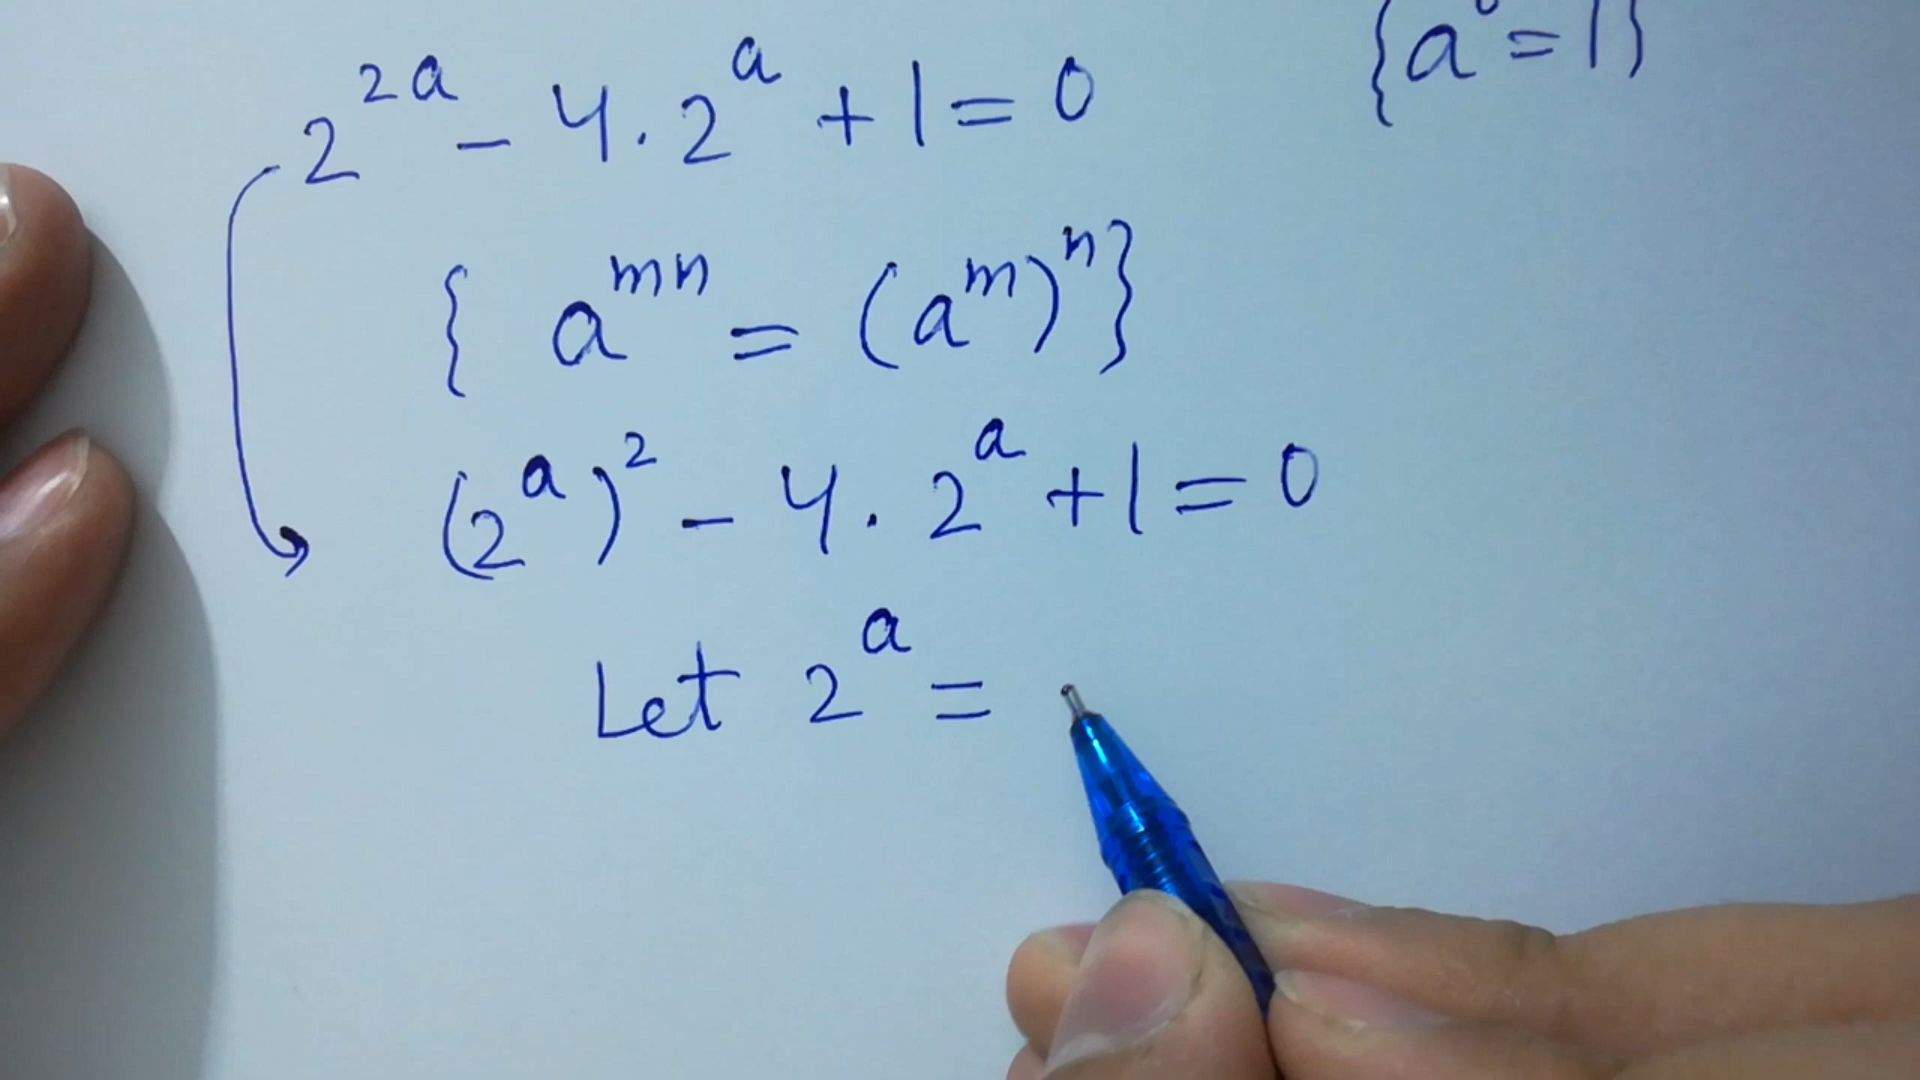 {a⁰ = 1}
2^{2a} - 4 . 2^a + 1 = 0
{ a^{mn} = (a^m)^n }
(2^a)^2 - 4 . 2^a + 1 = 0
Let 2^a =